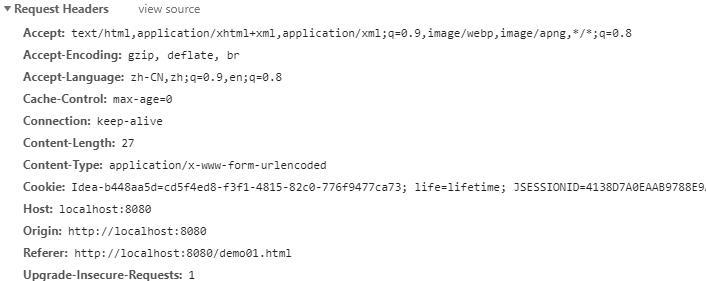 Request Headers view source
Accept: text/html,application/xhtml+xml,application/xml;q=0.9,image/webp,image/apng,*/*;q=0.8
Accept-Encoding: gzip, deflate, br
Accept-Language: zh-CN,zh;q=0.9,en;q=0.8
Cache-Control: max-age=0
Connection: keep-alive
Content-Length: 27
Content-Type: application/x-www-form-urlencoded
Cookie: Idea-b448aa5d=cd5f4ed8-f3f1-4815-82c0-776f9477ca73; life=lifetime; JSESSIONID=4138D7A0EAAB9788E9
Host: localhost:8080
Origin: http://localhost:8080
Referer: http://localhost:8080/demo01.html
Upgrade-Insecure-Requests: 1